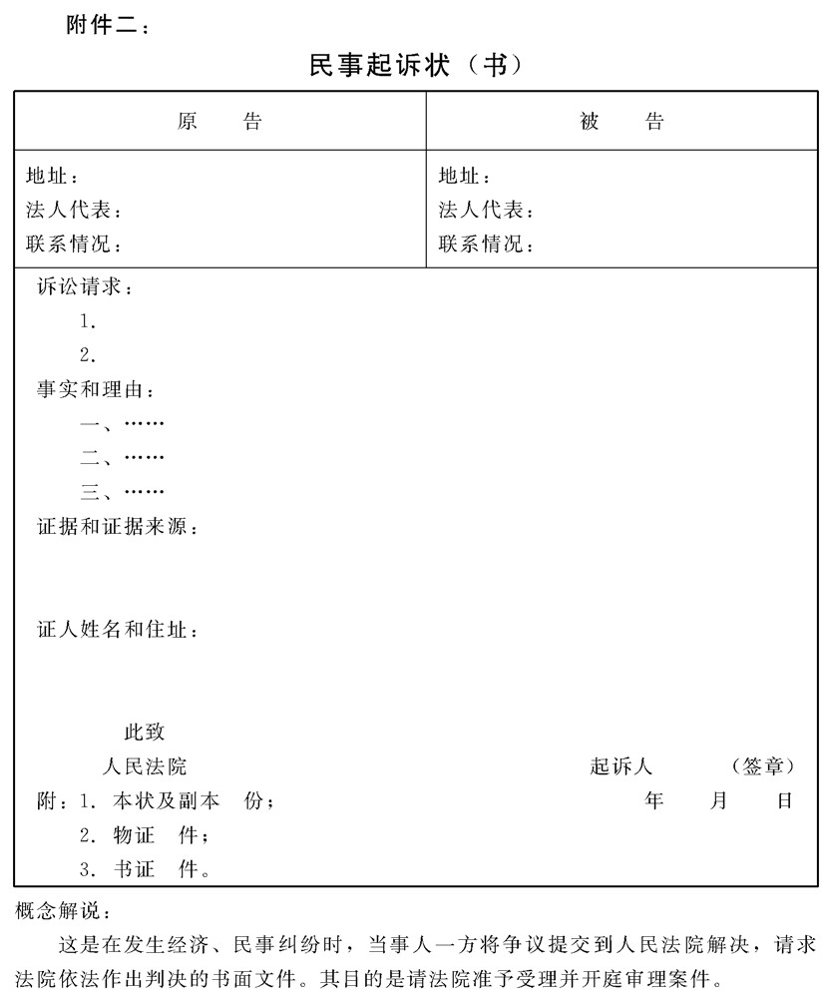 附件二：
民事起诉状（书）
原　　告　　被　　告
地址：　　地址：
法人代表：　　法人代表：
联系情况：　　联系情况：
诉讼请求：
1．
2．
事实和理由：
一、……
二、……
三、……
证据和证据来源：
证人姓名和住址：
此致
人民法院　　起诉人　　（签章）
附：1．本状及副本　份；　　年　　月　　日
2．物证　件；
3．书证　件。
概念解说：
这是在发生经济、民事纠纷时，当事人一方将争议提交到人民法院解决，请求
法院依法作出判决的书面文件。其目的是请法院准予受理并开庭审理案件。